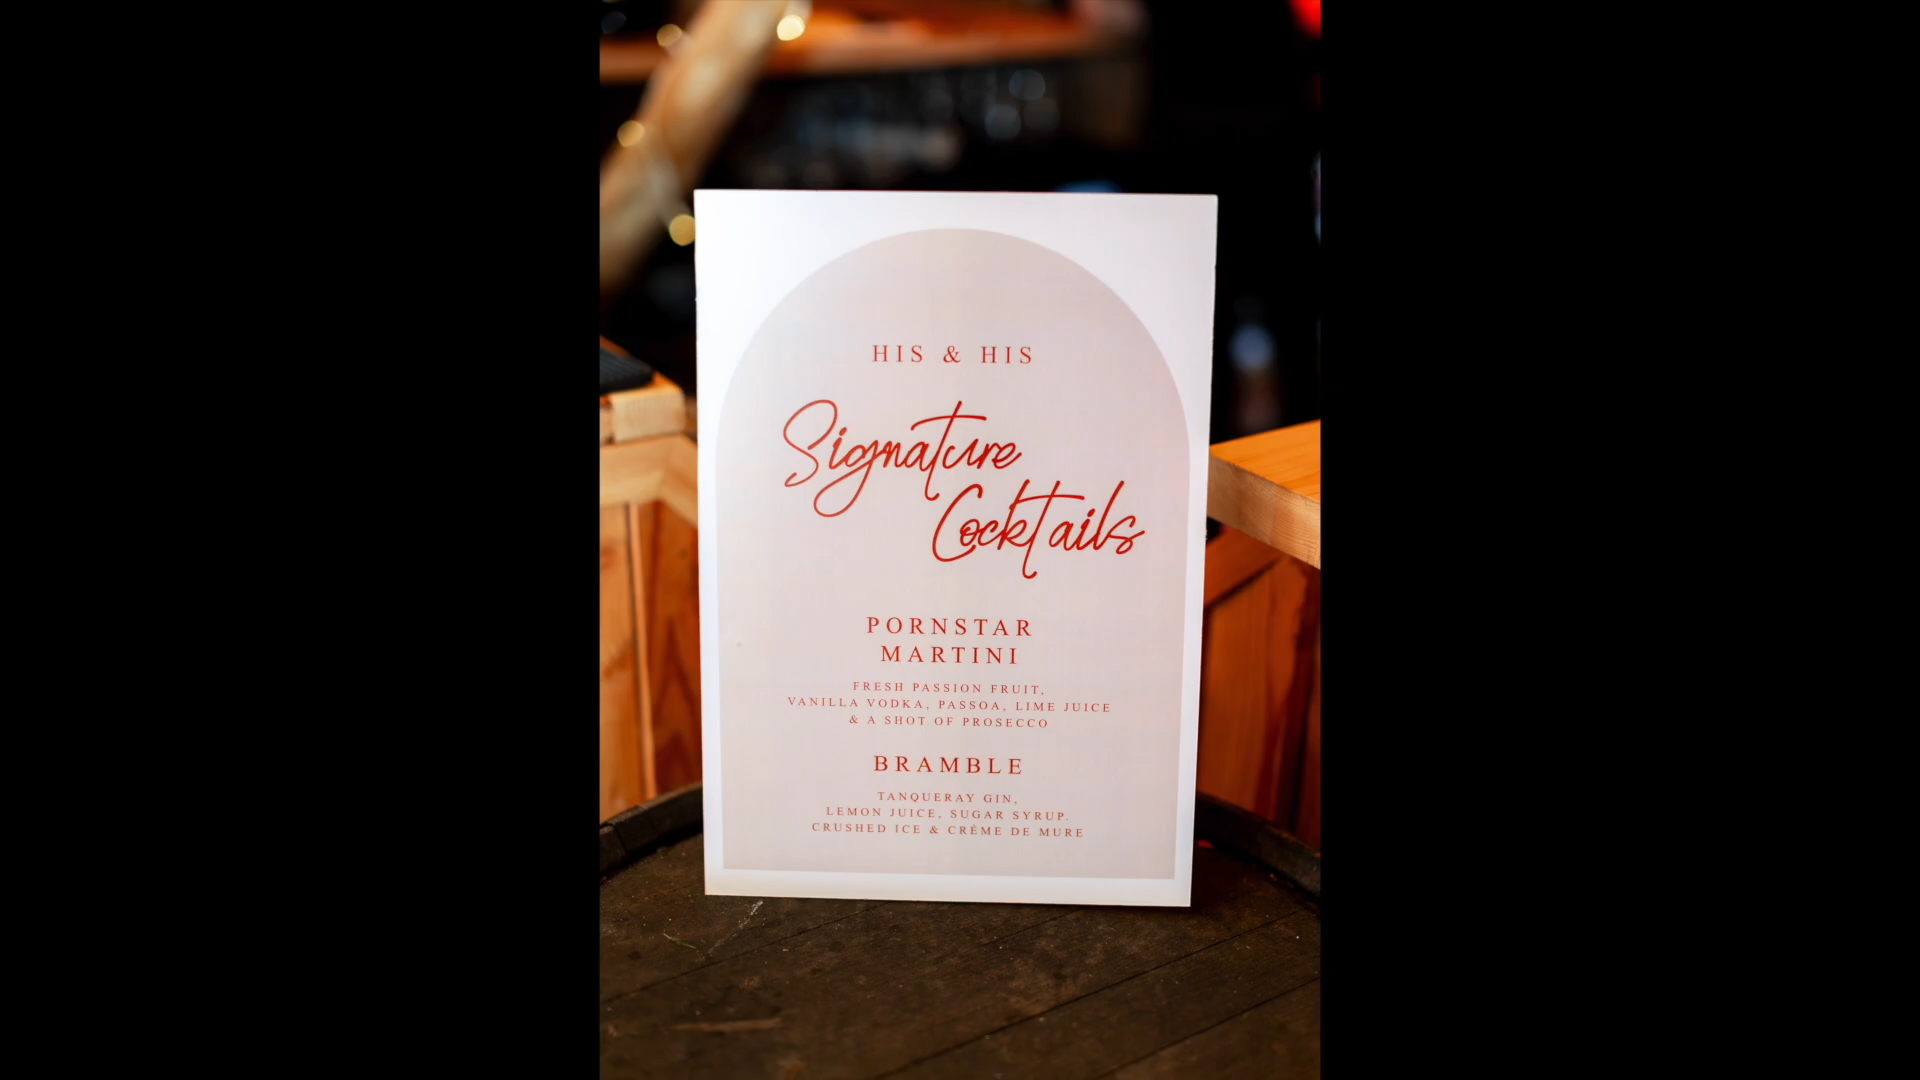 HIS & HIS
Signature
Cocktails
PORNSTAR
MARTINI
FRESH PASSION FRUIT,
VANILLA VODKA, PASSOA, LIME JUICE
& A SHOT OF PROSECCO
BRAMBLE
TANQUERAY GIN,
LEMON JUICE, SUGAR SYRUP.
CRUSHED ICE & CRÉME DE MURE